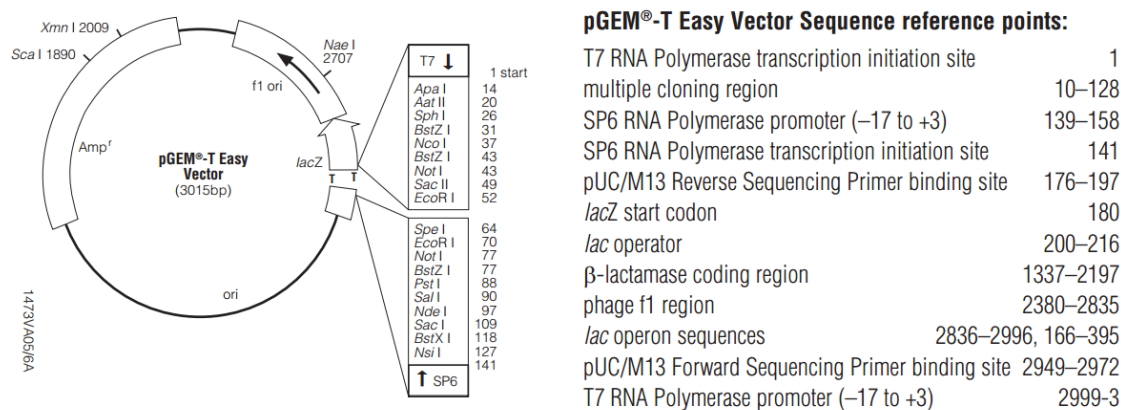 Xmn I 2009
Sca I 1890
Nae I
2707
f1 ori
Ampr
pGEM®-T Easy
Vector
(3015bp)
lacZ
T T
ori
1473VA05/6A
T7 ↓
1 start
Apa I 14
Aat II 20
Sph I 26
BstZ I 31
Nco I 37
BstZ I 43
Not I 43
Sac II 49
EcoR I 52
Spe I 64
EcoR I 70
Not I 77
BstZ I 77
Pst I 88
Sal I 90
Nde I 97
Sac I 109
BstX I 118
Nsi I 127
141
↑ SP6
pGEM®-T Easy Vector Sequence reference points:
T7 RNA Polymerase transcription initiation site 1
multiple cloning region 10–128
SP6 RNA Polymerase promoter (–17 to +3) 139–158
SP6 RNA Polymerase transcription initiation site 141
pUC/M13 Reverse Sequencing Primer binding site 176–197
lacZ start codon 180
lac operator 200–216
β-lactamase coding region 1337–2197
phage f1 region 2380–2835
lac operon sequences 2836–2996, 166–395
pUC/M13 Forward Sequencing Primer binding site 2949–2972
T7 RNA Polymerase promoter (–17 to +3) 2999-3